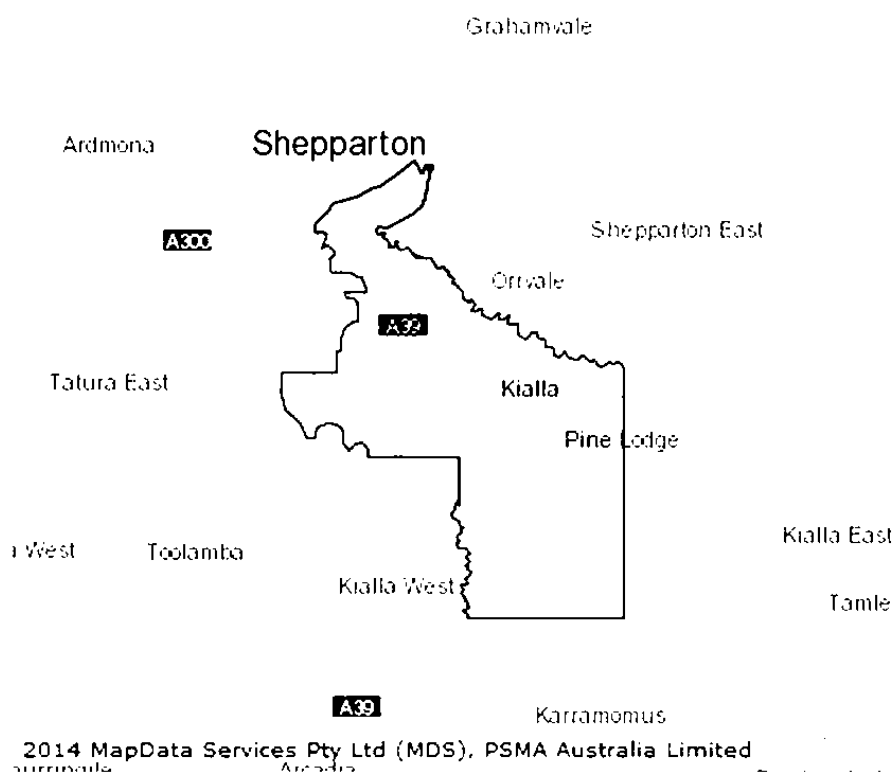 Grahamvale
Ardmona
Shepparton
A300
Shepparton East
Orrvale
A39
Tatura East
Kialla
Pine Lodge
Kialla East
West
Toolamba
Kialla West
Tamle
A39
Karramomus
2014 MapData Services Pty Ltd (MDS), PSMA Australia Limited
Arcadia